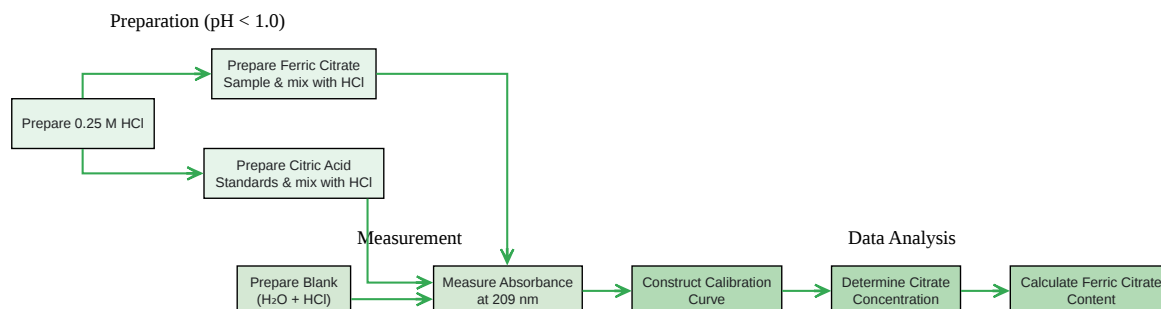 Preparation (pH < 1.0)
Prepare Ferric Citrate
Sample & mix with HCl
Prepare 0.25 M HCl
Prepare Citric Acid
Standards & mix with HCl
Measurement
Data Analysis
Prepare Blank
(H₂O + HCl)
Measure Absorbance
at 209 nm
Construct Calibration
Curve
Determine Citrate
Concentration
Calculate Ferric Citrate
Content